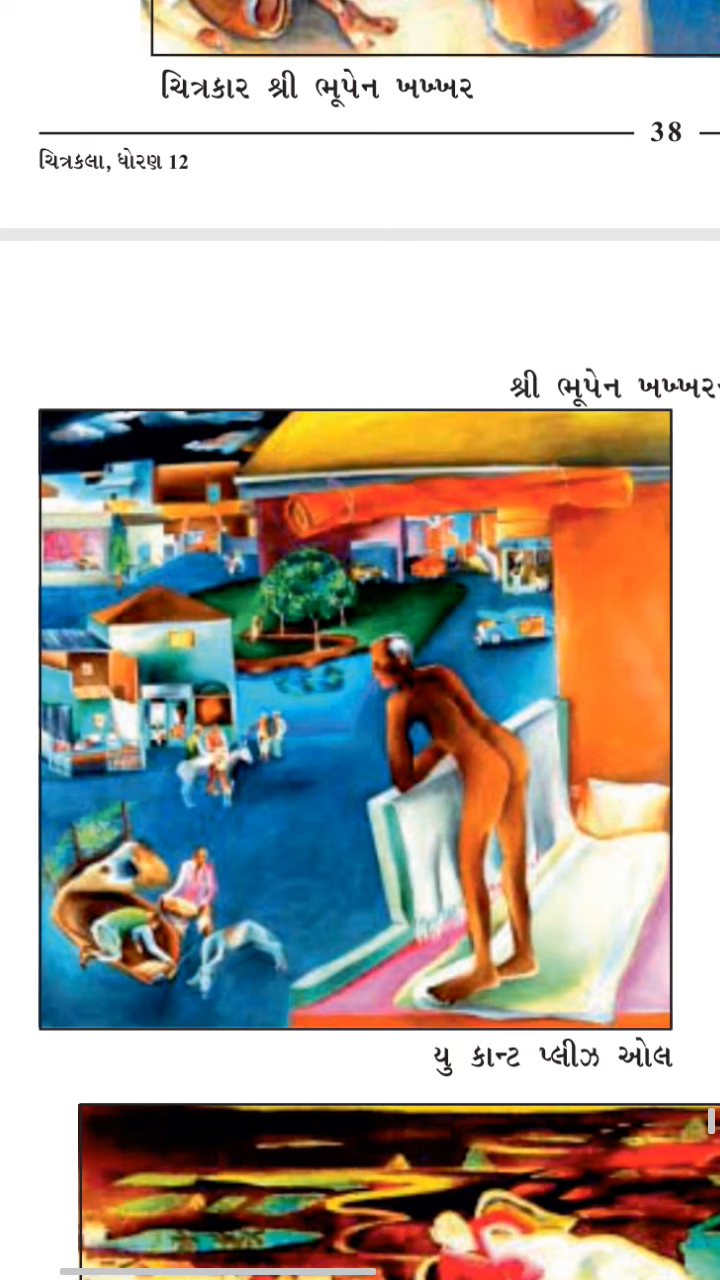 ચિત્રકાર શ્રી ભૂપેન ખખ્ખર
38
ચિત્રકલા, ધોરણ 12
શ્રી ભૂપેન
યુ કાન્ટ પ્લીઝ ઓલ